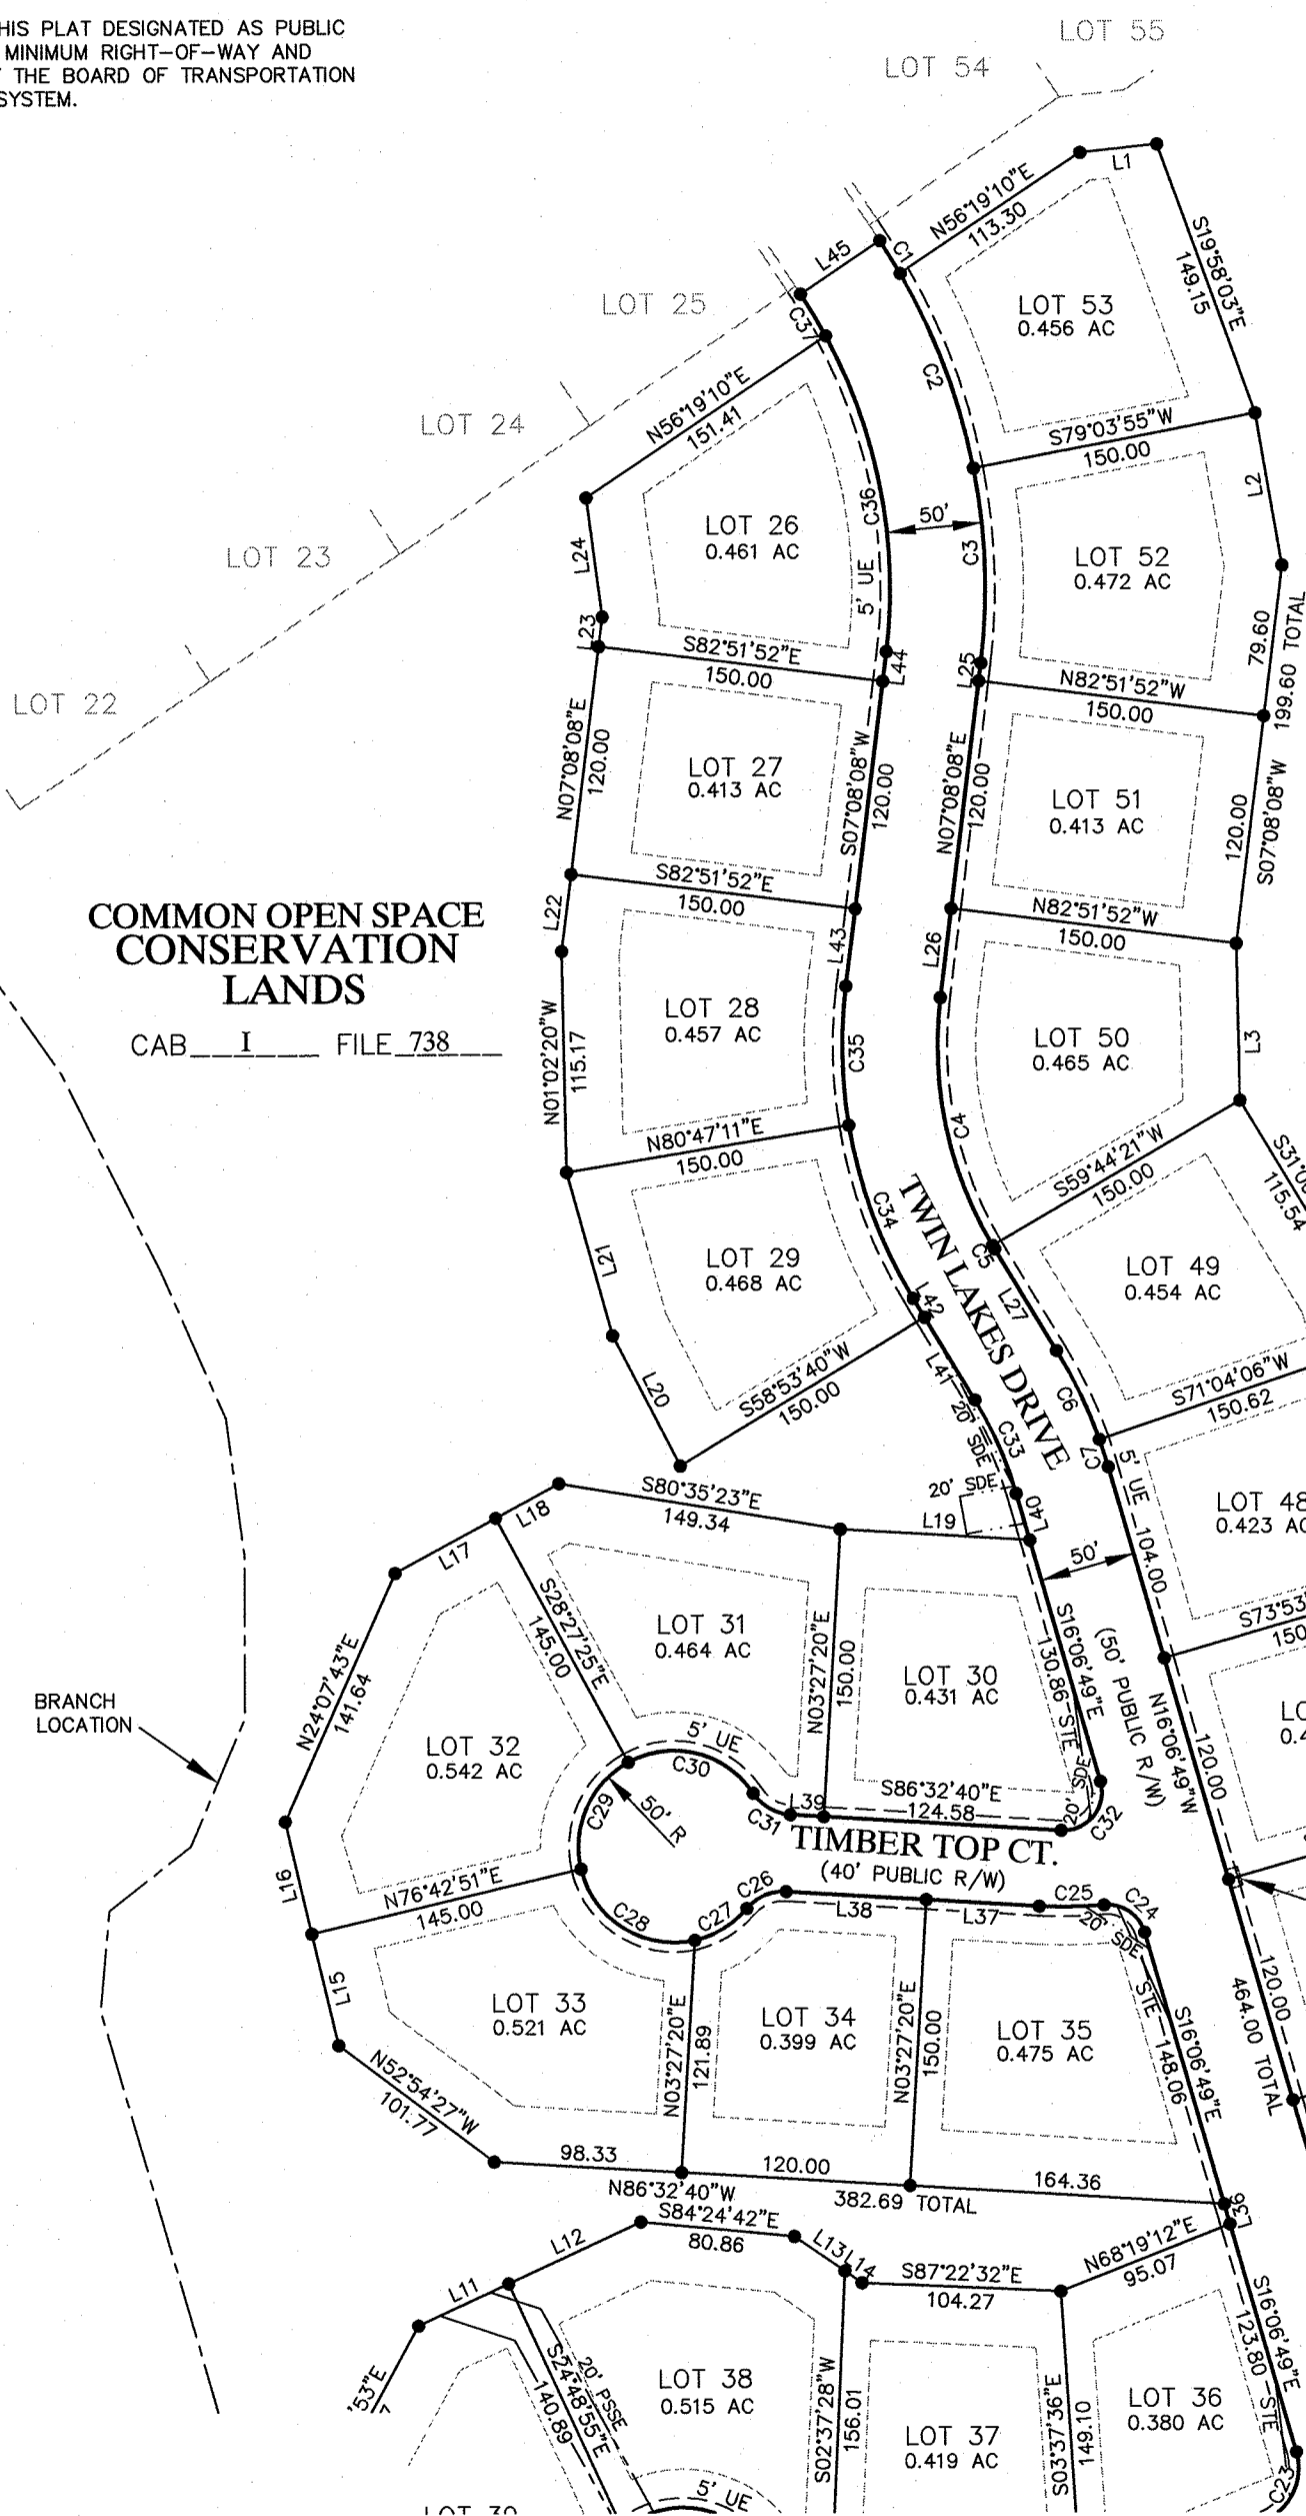 HIS PLAT DESIGNATED AS PUBLIC
MINIMUM RIGHT-OF-WAY AND
THE BOARD OF TRANSPORTATION
SYSTEM.
LOT 55
LOT 54
L1
N56°19'10"E
113.30
S19°58'03"E
149.15
L45
C1
LOT 25
C37
LOT 53
0.456 AC
C2
N56°19'10"E
151.41
LOT 24
S79°03'55"W
150.00
L2
C36
50'
LOT 26
0.461 AC
C3
LOT 52
0.472 AC
LOT 23
L24
5' UE
L23
S82°51'52"E
150.00
L44
L25
N82°51'52"W
150.00
79.60
199.60 TOTAL
LOT 22
N07°08'08"E
120.00
LOT 27
0.413 AC
S07°08'08"W
120.00
N07°08'08"E
120.00
LOT 51
0.413 AC
120.00
S07°08'08"W
S82°51'52"E
150.00
N82°51'52"W
150.00
COMMON OPEN SPACE
CONSERVATION
LANDS
CAB I FILE 738
L22
L43
L26
N01°02'20"W
115.17
LOT 28
0.457 AC
C35
LOT 50
0.465 AC
L3
N80°47'11"E
150.00
C4
S59°44'21"W
150.00
115.54
TWIN LAKES DRIVE
C34
C5
L21
LOT 29
0.468 AC
L42
L27
LOT 49
0.454 AC
L20
S58°53'40"W
150.00
L41
C6
S71°04'06"W
150.62
20' SDE
C33
C7
5' UE
S80°35'23"E
149.34
20' SDE
L19
L40
LOT 48
0.423 AC
L18
L17
50'
104.00
S28°27'25"E
145.00
LOT 31
0.464 AC
N03°27'20"E
150.00
S16°06'49"E
130.86
STE
(50' PUBLIC R/W)
S73°53'
150
N24°07'43"E
141.64
LOT 30
0.431 AC
BRANCH
LOCATION
LOT 32
0.542 AC
5' UE
C30
N16°06'49"W
120.00
S86°32'40"E
124.58
20' SDE
C32
C29
50' R
C31
L39
TIMBER TOP CT.
(40' PUBLIC R/W)
L16
N76°42'51"E
145.00
C28
C27
C26
L38
L37
C25
C24
20' SDE
STE
L15
LOT 33
0.521 AC
N03°27'20"E
121.89
LOT 34
0.399 AC
N03°27'20"E
150.00
LOT 35
0.475 AC
148.06
S16°06'49"E
120.00
464.00 TOTAL
N52°54'27"W
101.77
98.33
120.00
164.36
N86°32'40"W
382.69 TOTAL
L36
S84°24'42"E
80.86
L12
L13
L14
S87°22'32"E
104.27
N68°19'12"E
95.07
L11
'53"E
S24°48'55"E
140.89
20' PSSE
LOT 38
0.515 AC
S02°37'28"W
156.01
LOT 37
0.419 AC
S03°37'36"E
149.10
LOT 36
0.380 AC
S16°06'49"E
123.80
STE
C23
5' UE